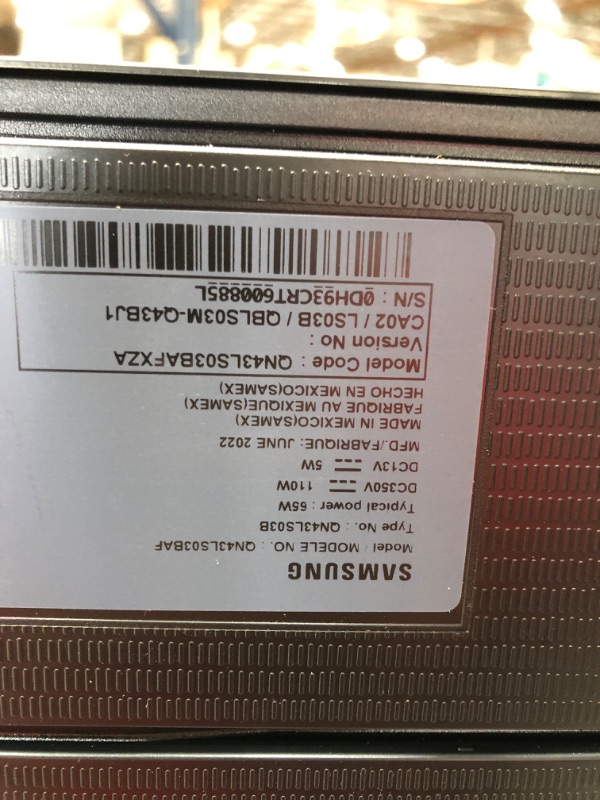 SAMSUNG
Model / MODELE NO. : QN43LS03BAF
Type No. : QN43LS03B
Typical power : 65W
DC350V 110W
DC13V 5W
MFD./FABRIQUE: JUNE 2022
MADE IN MEXICO(SAMEX)
FABRIQUE AU MEXIQUE(SAMEX)
HECHO EN MEXICO(SAMEX)
Model Code : QN43LS03BAFXZA
Version No :
CA02 / LS03B / QBLS03M-Q43BJ1
S/N : 0DH93CRT600885L